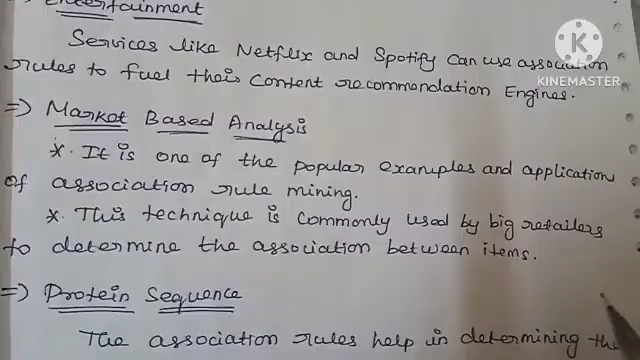 =) Entertainment
Services like Netflix and Spotify can use association
rules to fuel their content recommendation Engines.
=) Market Based Analysis
*. It is one of the popular examples and application
of association rule mining.
*. This technique is commonly used by big retailers
to determine the association between items.
=) Protein Sequence
The association rules help in determining the
KINEMASTER